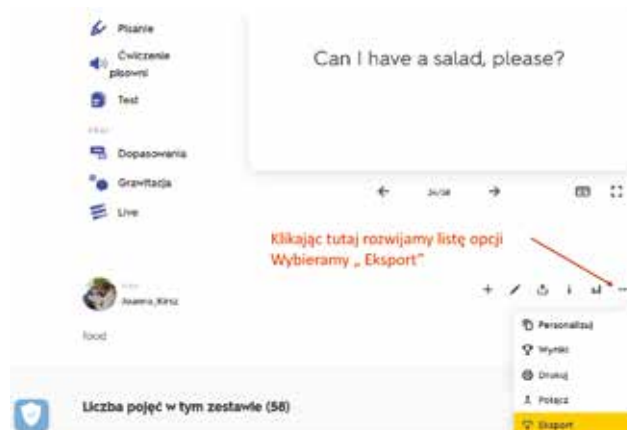 Pisanie
Ćwiczenie
pisowni
Test
Dopasowania
Grawitacja
Live
Can I have a salad, please?
Klikając tutaj rozwijamy listę opcji
Wybieramy „ Eksport"
Joanna_Kirsz
food
Personalizuj
Wyniki
Drukuj
Połącz
Eksport
Liczba pojęć w tym zestawie (58)